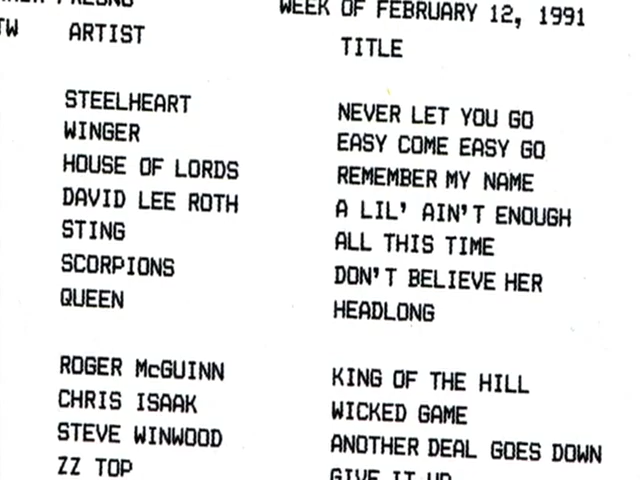 WEEK OF FEBRUARY 12, 1991
TW ARTIST TITLE
STEELHEART NEVER LET YOU GO
WINGER EASY COME EASY GO
HOUSE OF LORDS REMEMBER MY NAME
DAVID LEE ROTH A LIL' AIN'T ENOUGH
STING ALL THIS TIME
SCORPIONS DON'T BELIEVE HER
QUEEN HEADLONG
ROGER McGUINN KING OF THE HILL
CHRIS ISAAK WICKED GAME
STEVE WINWOOD ANOTHER DEAL GOES DOWN
ZZ TOP GIVE IT UP